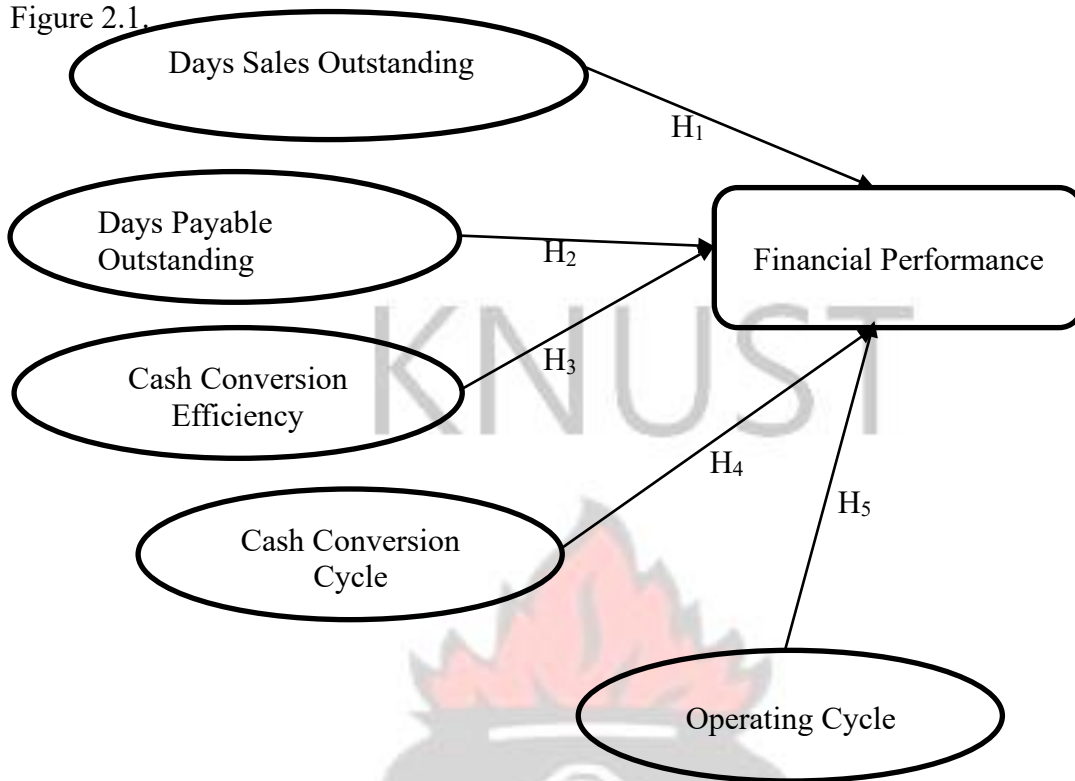 Figure 2.1.
Days Sales Outstanding
H₁
Days Payable
Outstanding
H₂
Financial Performance
KNUST
Cash Conversion
Efficiency
H₃
H₄
H₅
Cash Conversion
Cycle
Operating Cycle